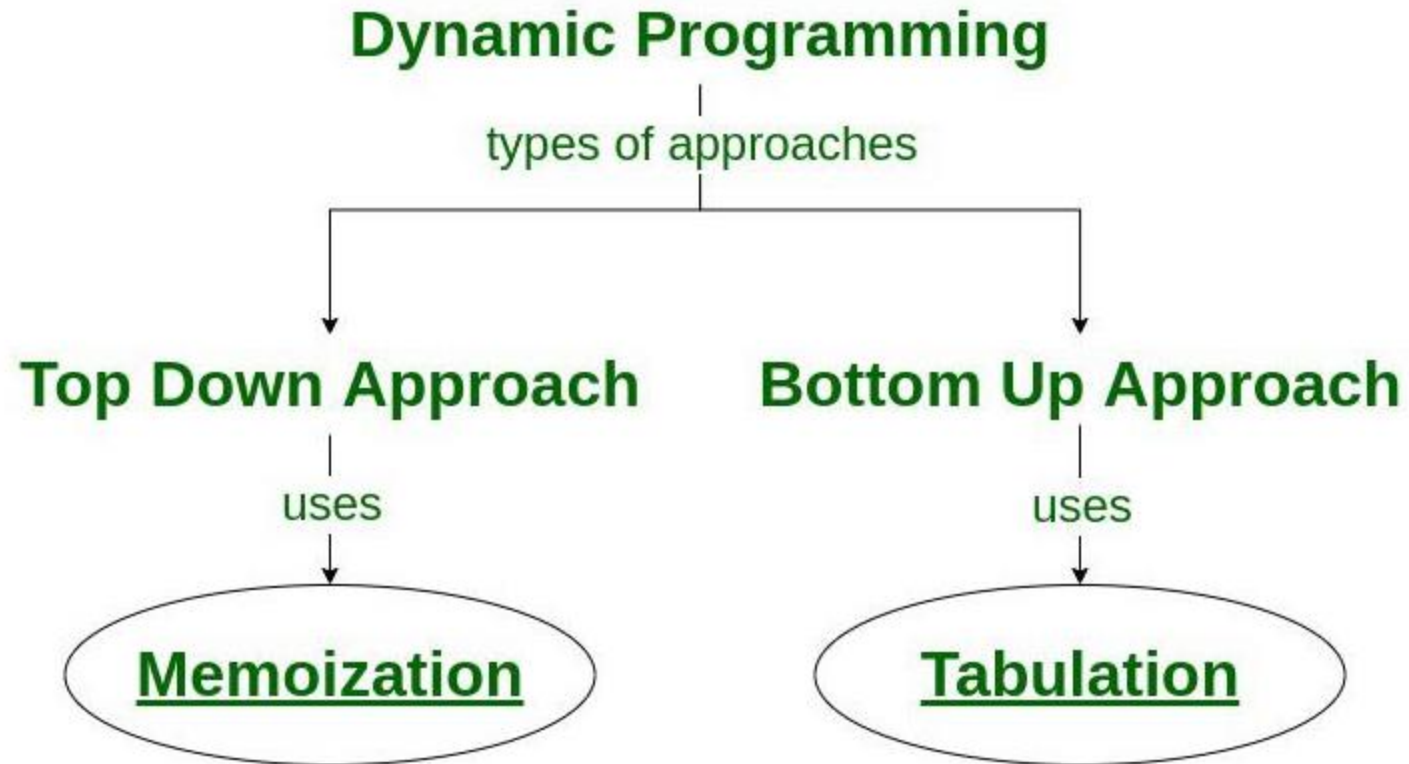 Dynamic Programming
types of approaches
Top Down Approach
Bottom Up Approach
uses
uses
Memoization
Tabulation